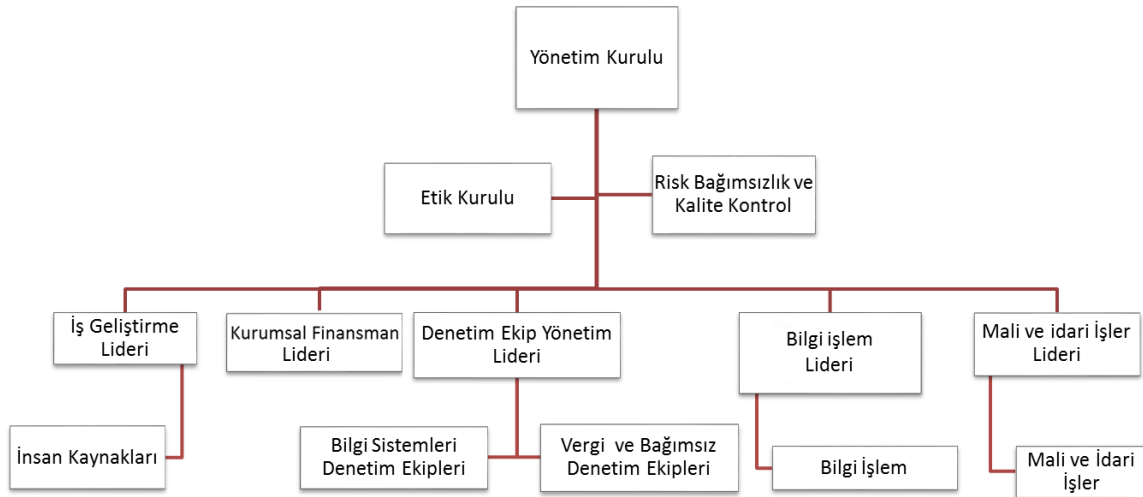 Yönetim Kurulu
Etik Kurulu
Risk Bağımsızlık ve
Kalite Kontrol
İş Geliştirme
Lideri
Kurumsal Finansman
Lideri
Denetim Ekip Yönetim
Lideri
Bilgi işlem
Lideri
Mali ve idari İşler
Lideri
İnsan Kaynakları
Bilgi Sistemleri
Denetim Ekipleri
Vergi ve Bağımsız
Denetim Ekipleri
Bilgi İşlem
Mali ve İdari
İşler